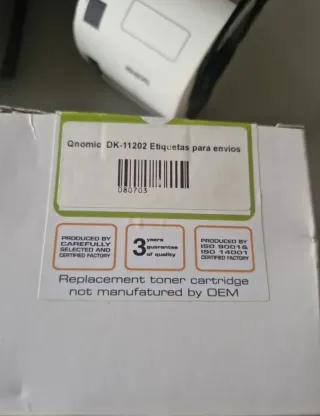 Qnomic DK-11202 Etiquetas para envios
080703
PRODUCED BY
CAREFULLY
SELECTED AND
CERTIFIED FACTORY
3 years
guarantee
of quality
PRODUCED BY
ISO 9001&
ISO 14001
CERTIFIED FACTORY
Replacement toner cartridge
not manufatured by OEM